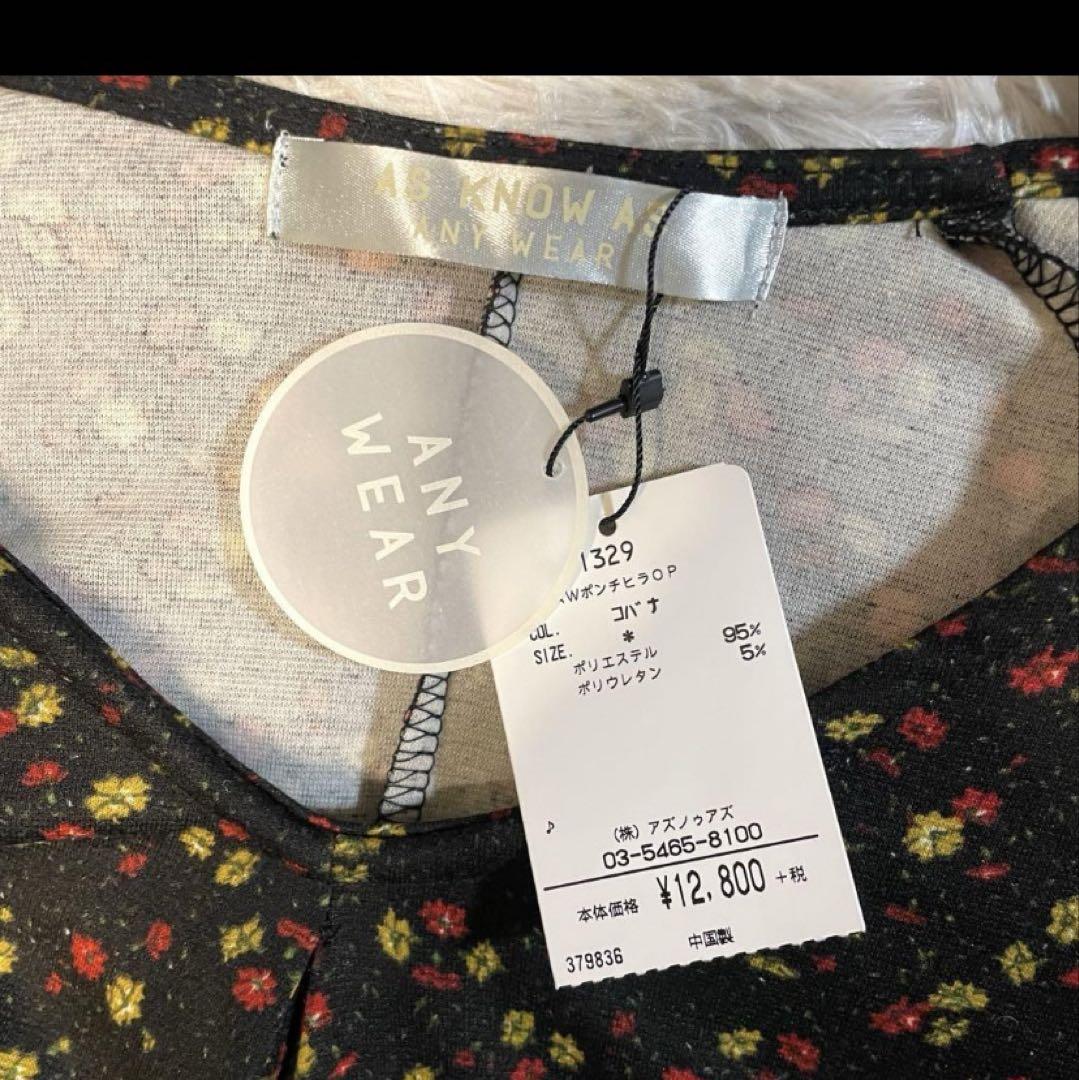 AS KNOW AS
ANY WEAR
ANY
WEAR
1329
WポンチヒラOP
COL. コバナ
SIZE. *
ポリエステル 95%
ポリウレタン 5%
♪
(株)アズノゥアズ
03-5465-8100
本体価格 ¥12,800 +税
379836 中国製